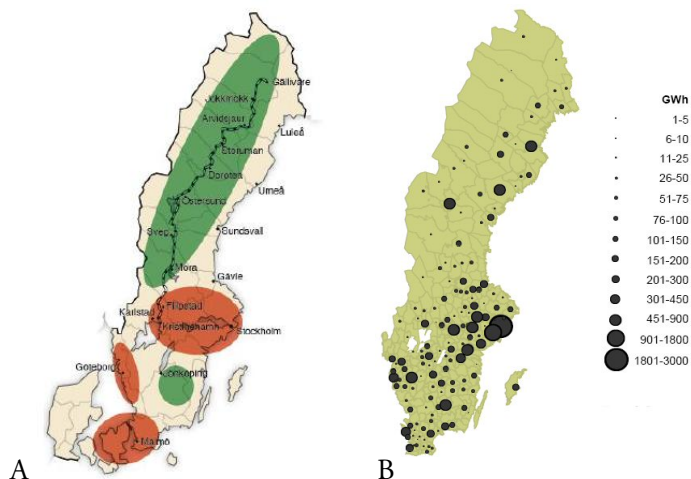 Gällivare
Jokkmokk
Arvidsjaur
Luleå
Storuman
Dorotea
Umeå
Östersund
Sveg
Sundsvall
Mora
Gävle
Karlstad
Filipstad
Kristinehamn
Stockholm
Göteborg
Jönköping
Malmö
A
GWh
1-5
6-10
11-25
26-50
51-75
76-100
101-150
151-200
201-300
301-450
451-900
901-1800
1801-3000
B